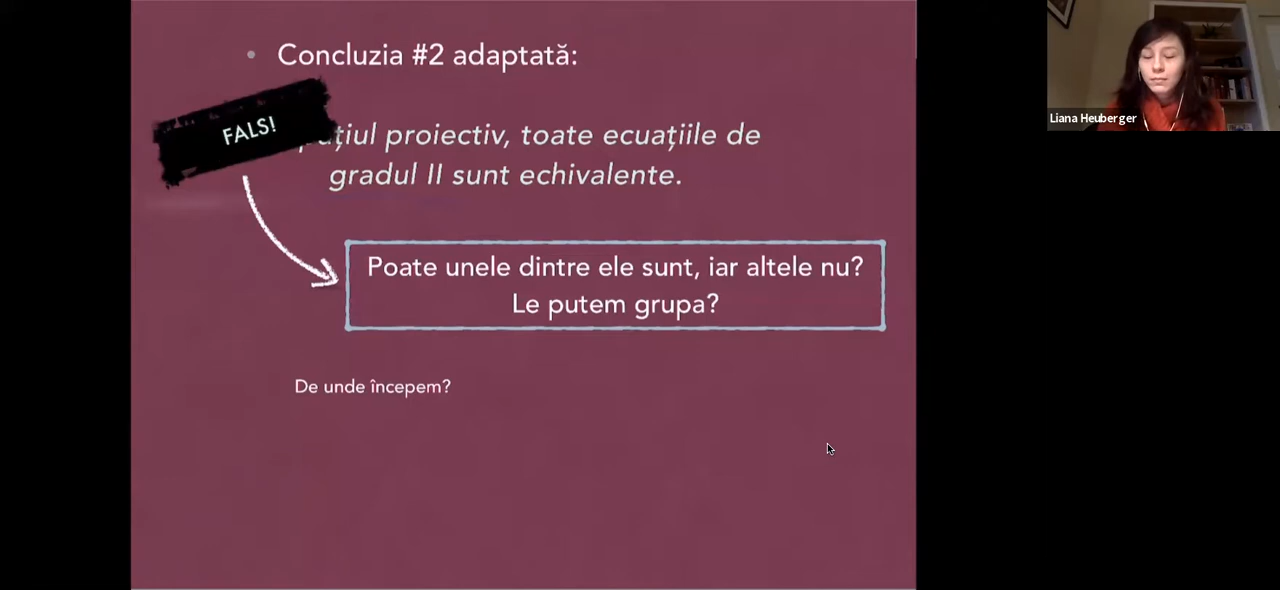 Concluzia #2 adaptată:
FALS!
proiectiv, toate ecuațiile de
gradul II sunt echivalente.
Poate unele dintre ele sunt, iar altele nu?
Le putem grupa?
De unde începem?
Liana Heuberger